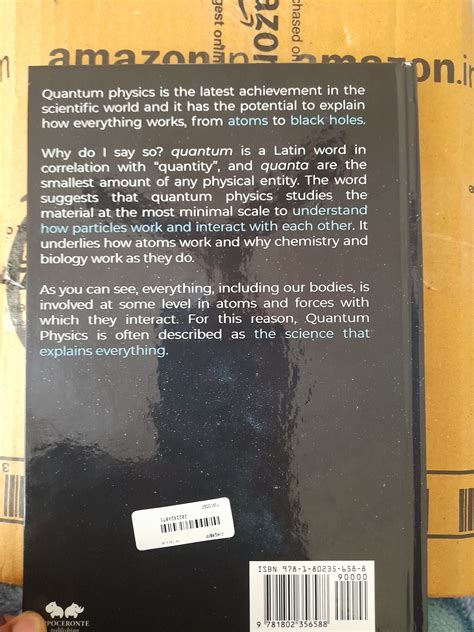 amazon.in
amazon.in
Quantum physics is the latest achievement in the
scientific world and it has the potential to explain
how everything works, from atoms to black holes.
Why do I say so? quantum is a Latin word in
correlation with "quantity", and quanta are the
smallest amount of any physical entity. The word
suggests that quantum physics studies the
material at the most minimal scale to understand
how particles work and interact with each other. It
underlies how atoms work and why chemistry and
biology work as they do.
As you can see, everything, including our bodies, is
involved at some level in atoms and forces with
which they interact. For this reason, Quantum
Physics is often described as the science that
explains everything.
ISBN 978-1-80235-658-8
90000
9 781802 356588
publishing